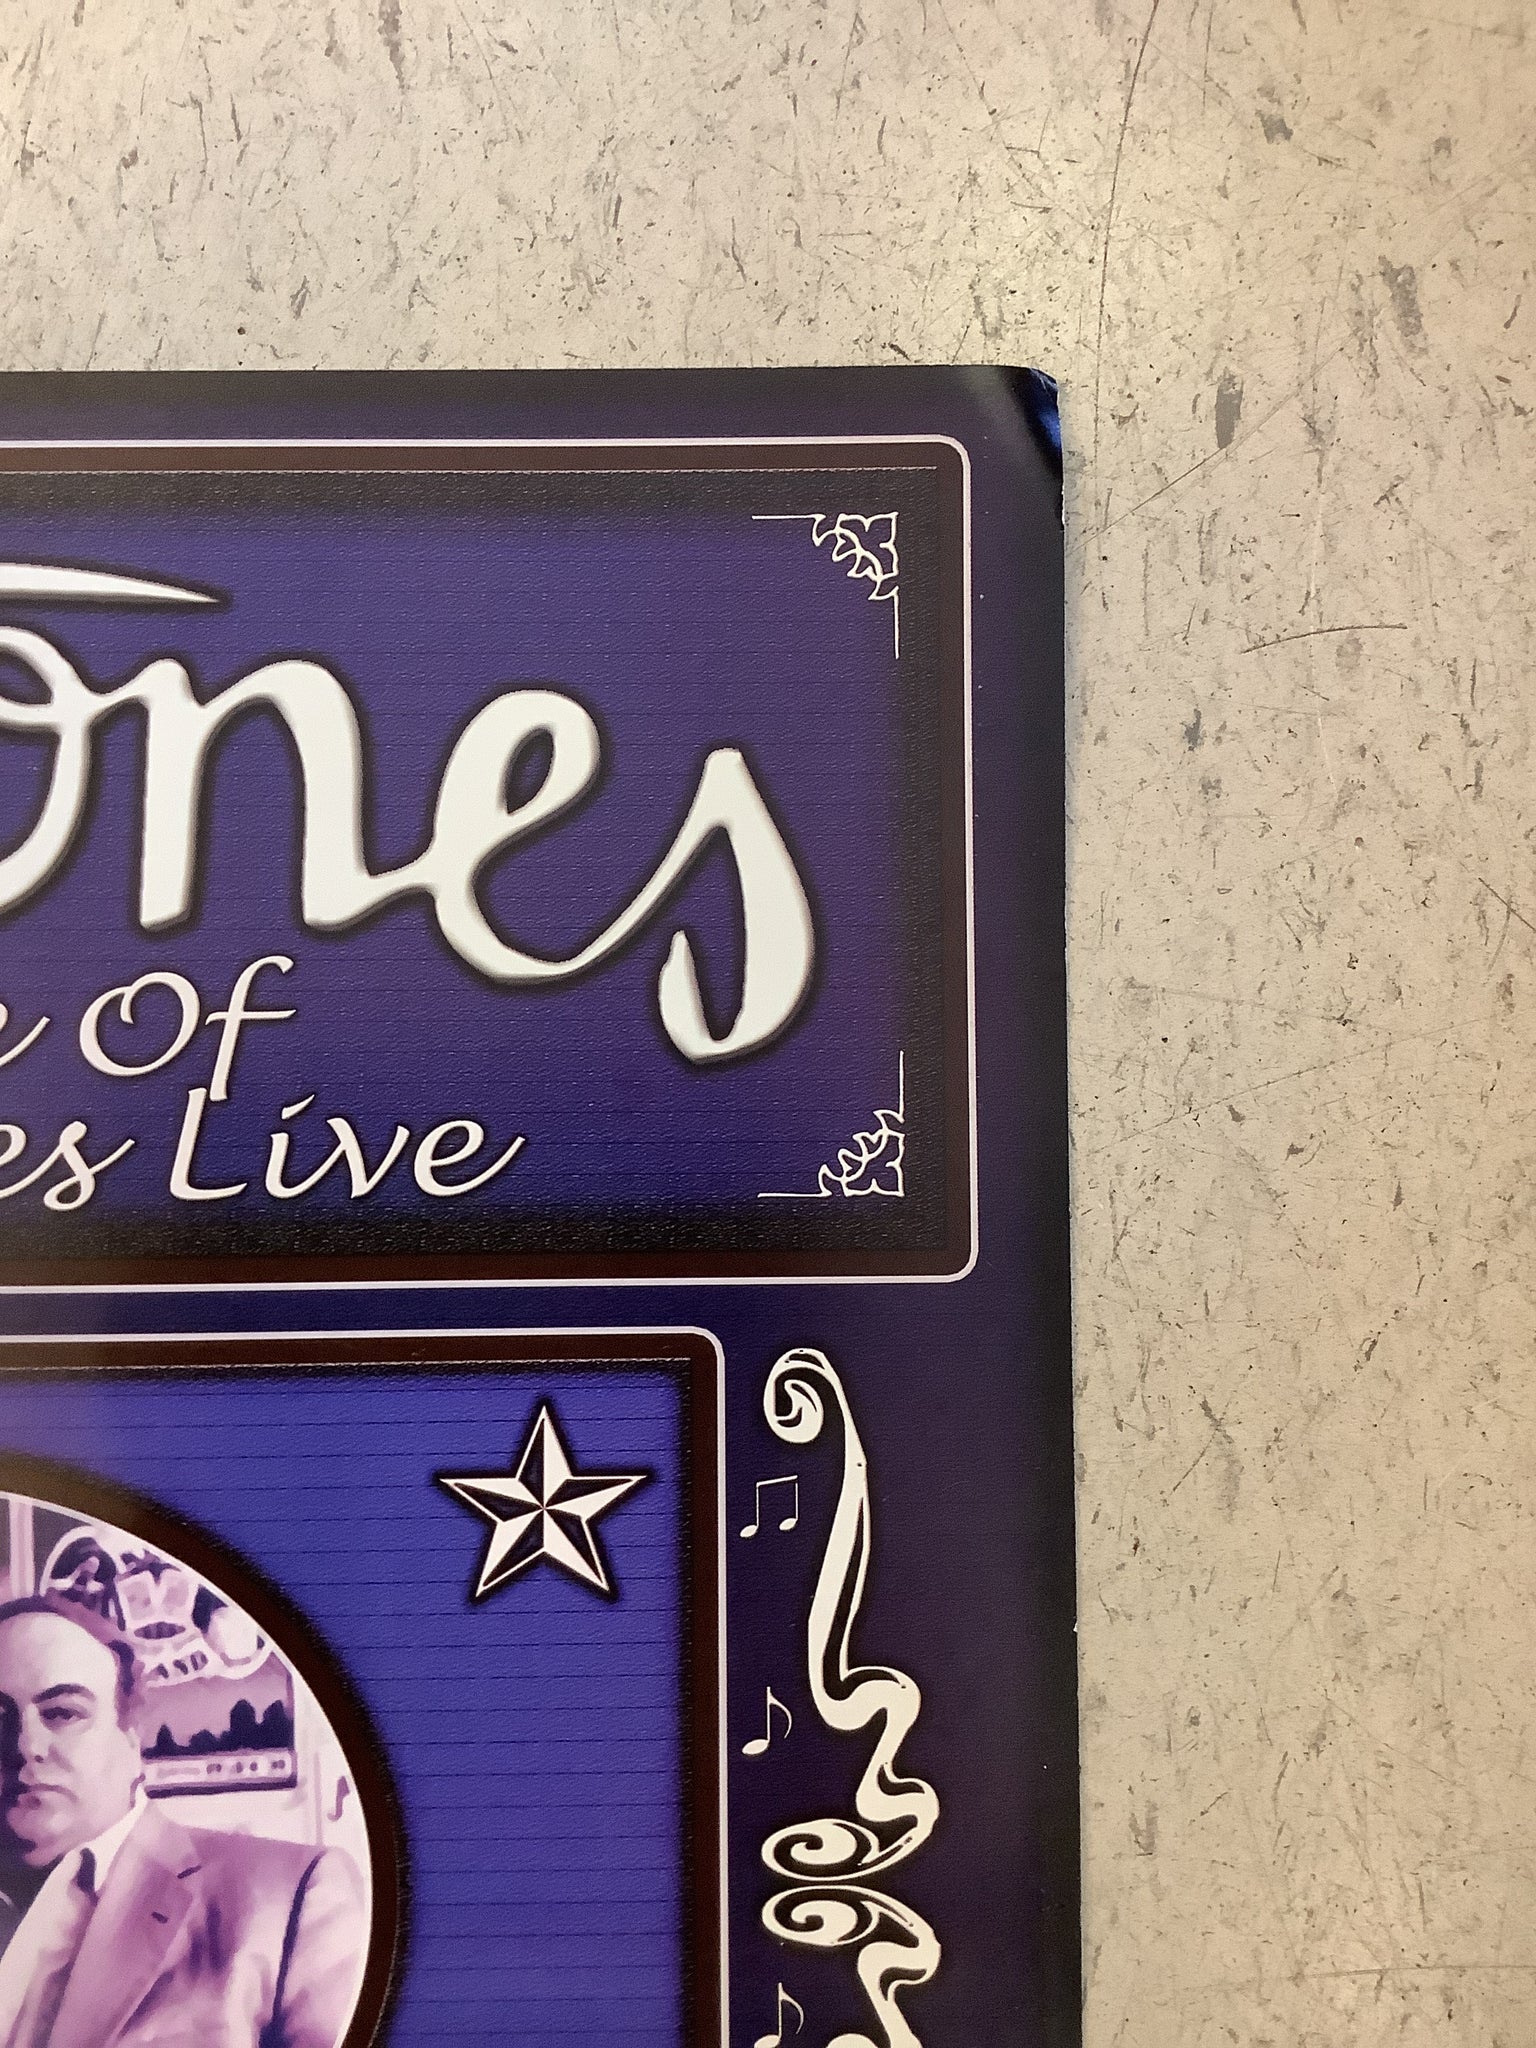 ones
e Of
es Live